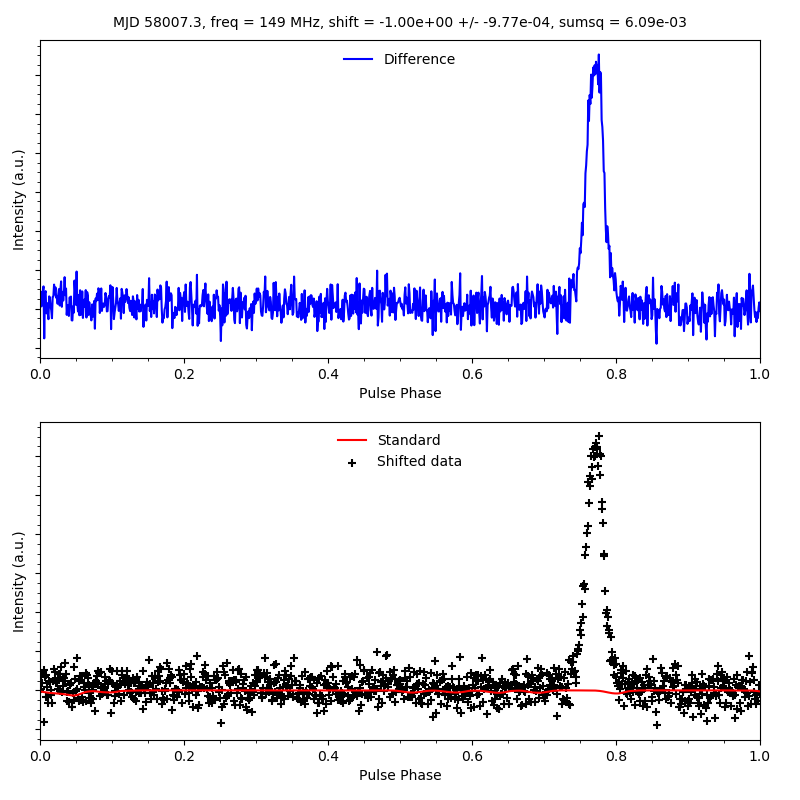 MJD 58007.3, freq = 149 MHz, shift = -1.00e+00 +/- -9.77e-04, sumsq = 6.09e-03
Difference
Intensity (a.u.)
0.0 0.2 0.4 0.6 0.8 1.0
Pulse Phase
Standard
Shifted data
Intensity (a.u.)
0.0 0.2 0.4 0.6 0.8 1.0
Pulse Phase